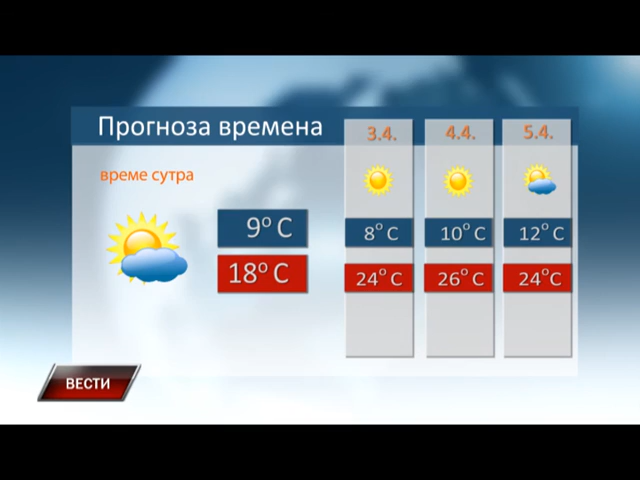 Прогноза времена
време сутра
9° C
18° C
3.4.
8° C
24° C
4.4.
10° C
26° C
5.4.
12° C
24°C
ВЕСТИ